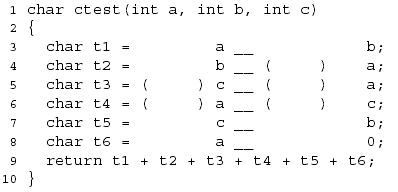 1 char ctest(int a, int b, int c)
2 {
3   char t1 =         a __           b;
4   char t2 =         b __ (     )   a;
5   char t3 = (     ) c __ (     )   a;
6   char t4 = (     ) a __ (     )   c;
7   char t5 =         c __           b;
8   char t6 =         a __           0;
9   return t1 + t2 + t3 + t4 + t5 + t6;
10 }